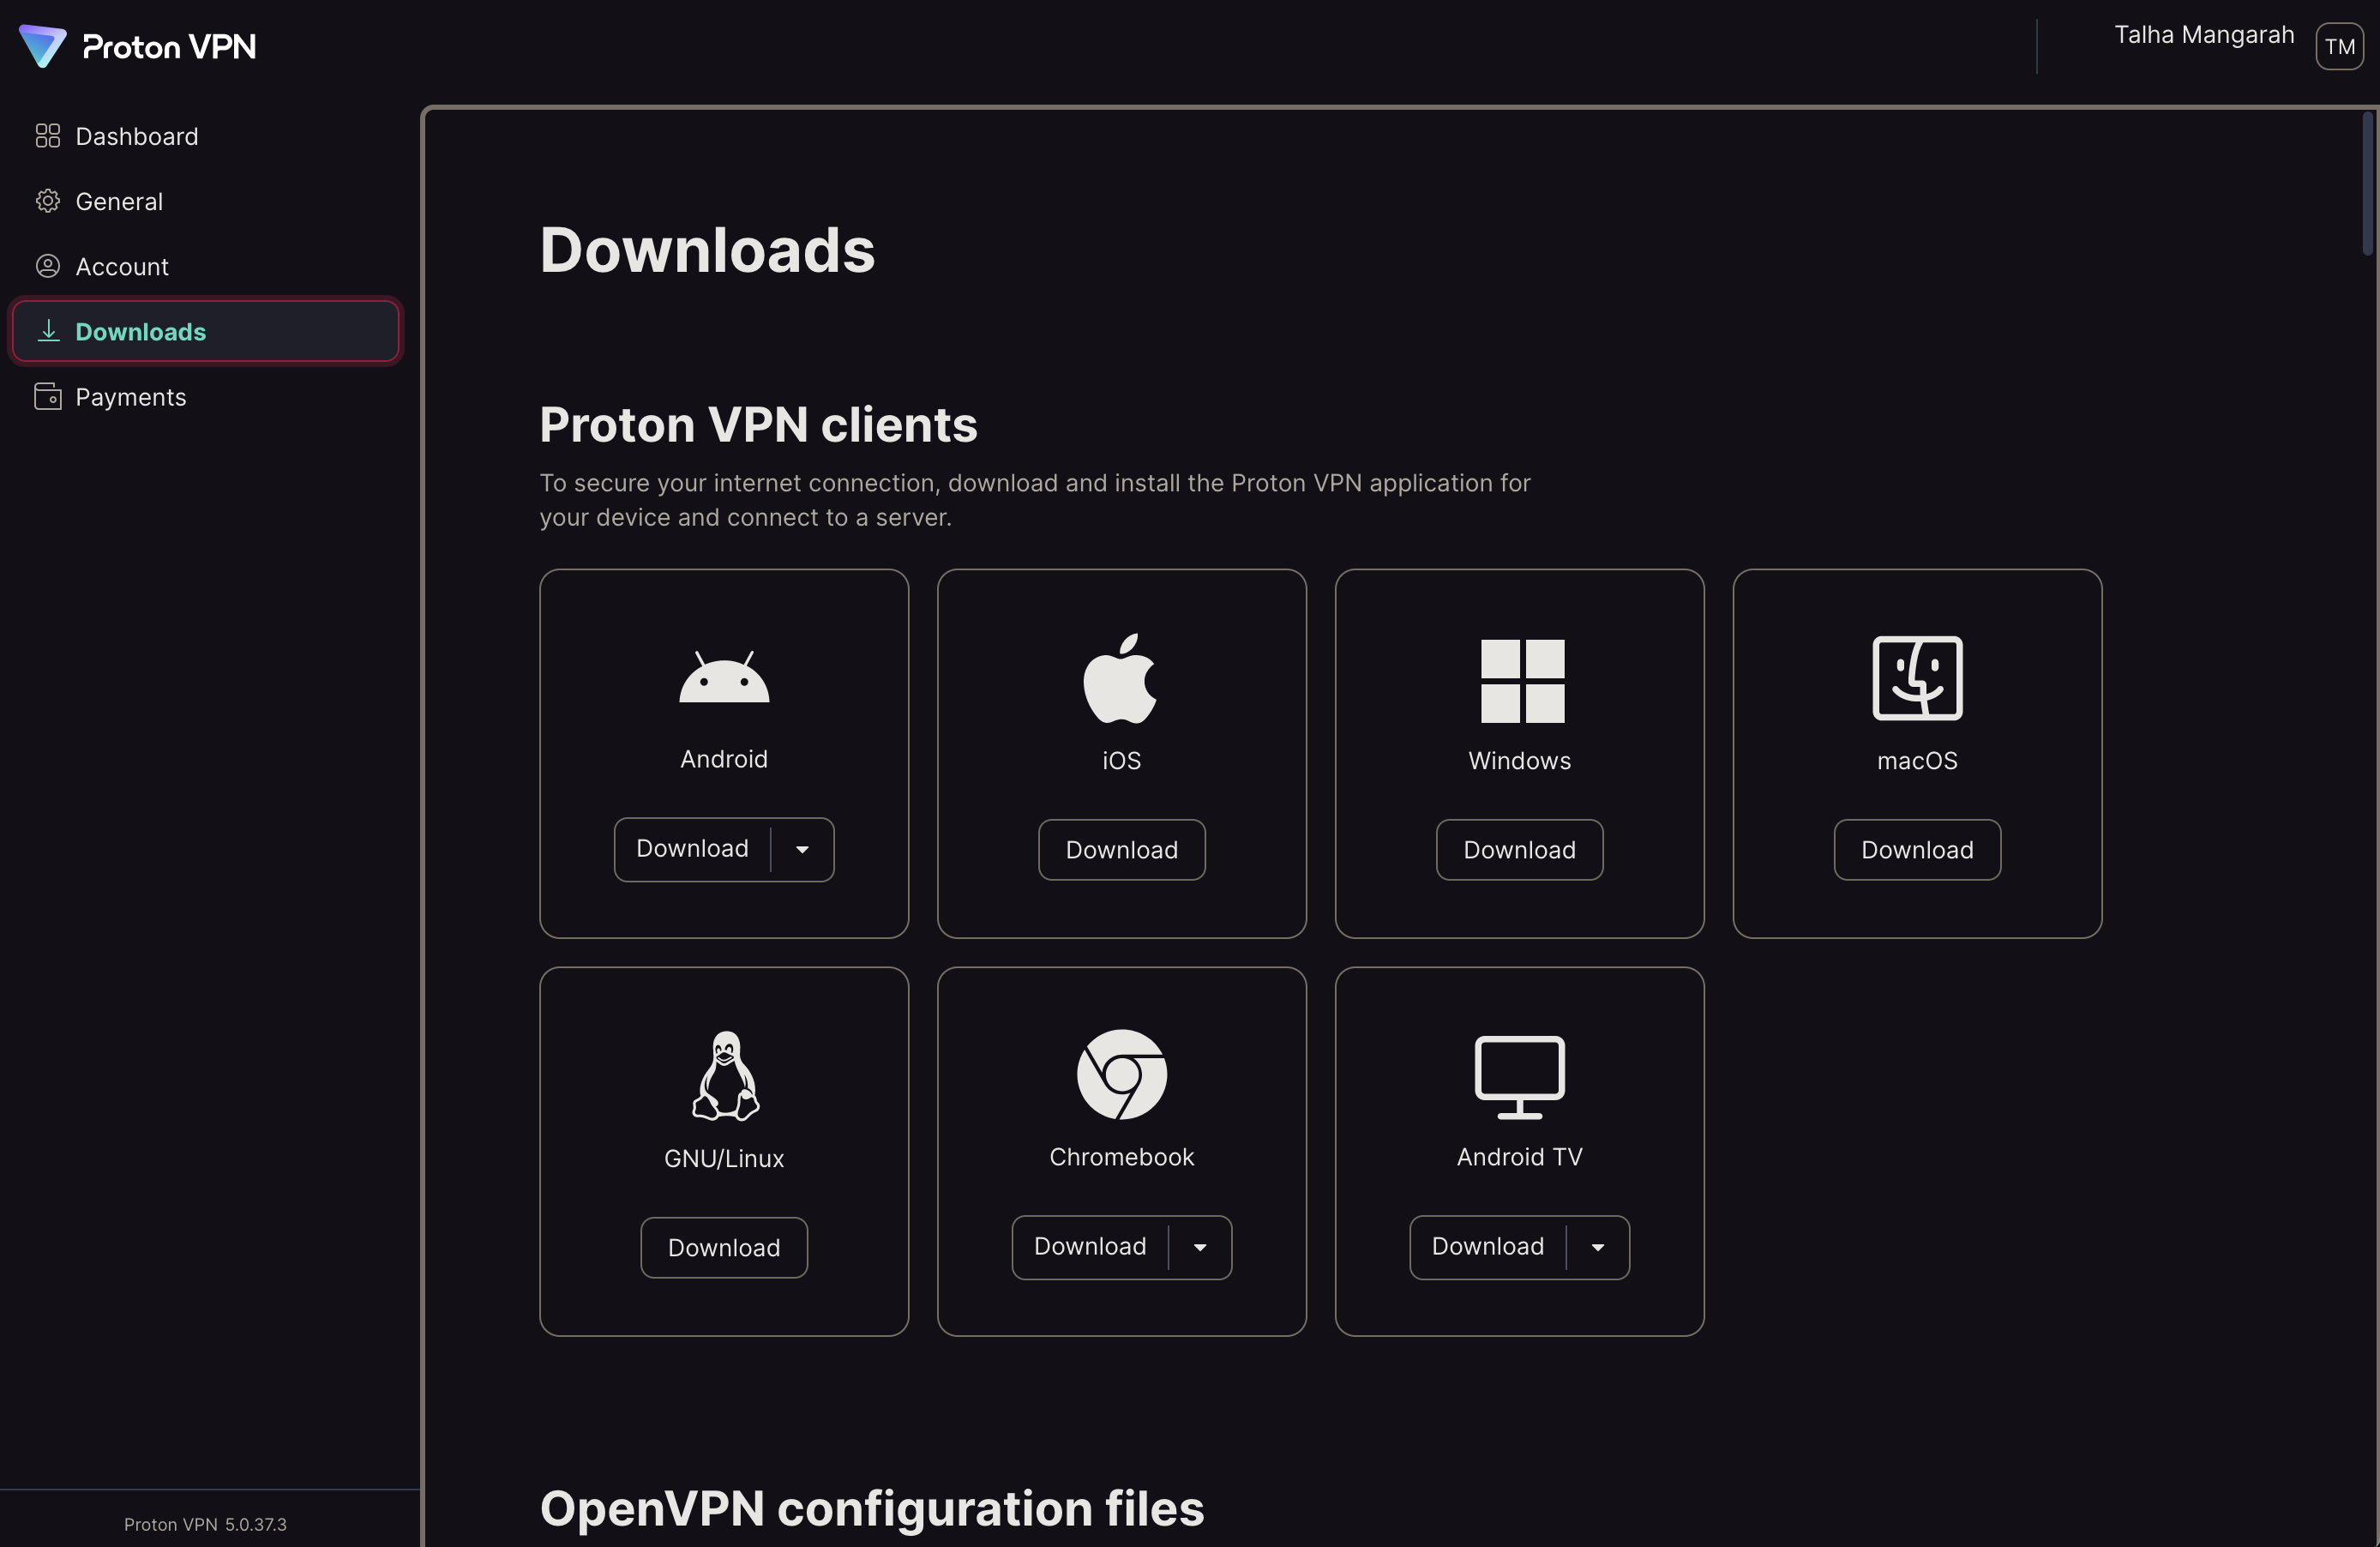 Proton VPN
Talha Mangarah
TM
Dashboard
General
Account
Downloads
Payments
Downloads
Proton VPN clients
To secure your internet connection, download and install the Proton VPN application for
your device and connect to a server.
Android
Download
iOS
Download
Windows
Download
macOS
Download
GNU/Linux
Download
Chromebook
Download
Android TV
Download
OpenVPN configuration files
Proton VPN 5.0.37.3